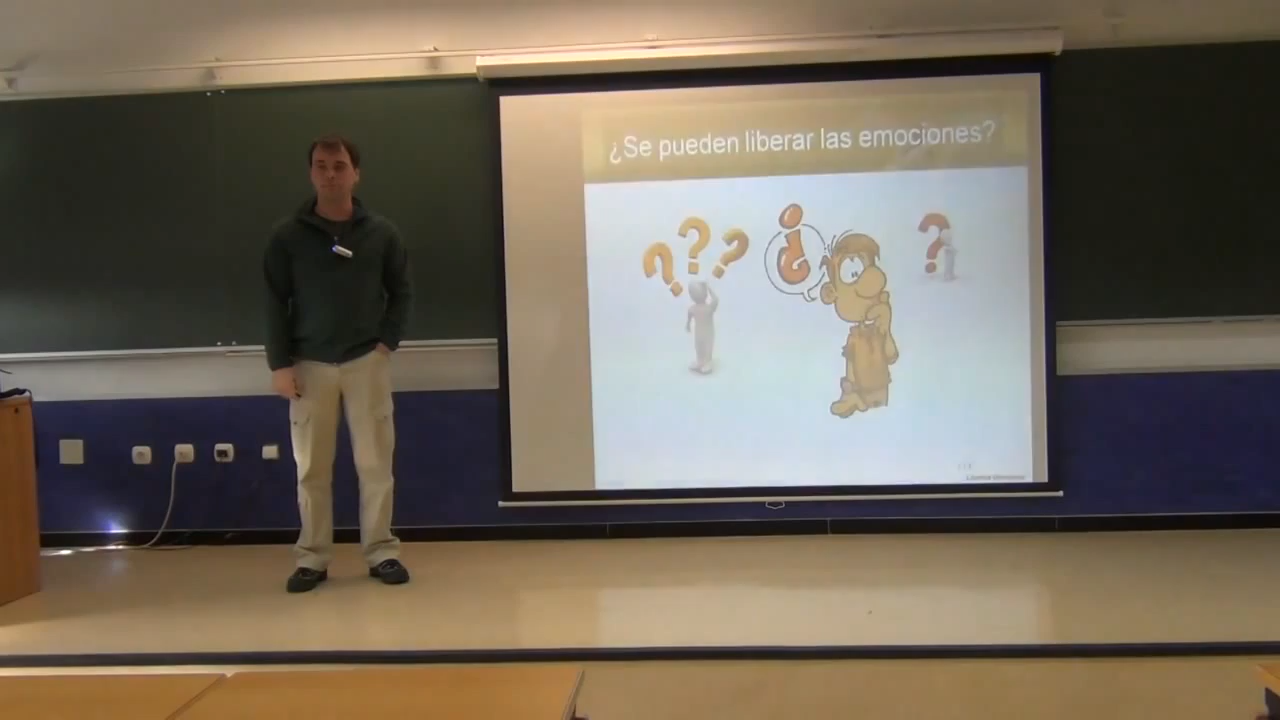 ¿Se pueden liberar las emociones?
? ? ?
¿
?